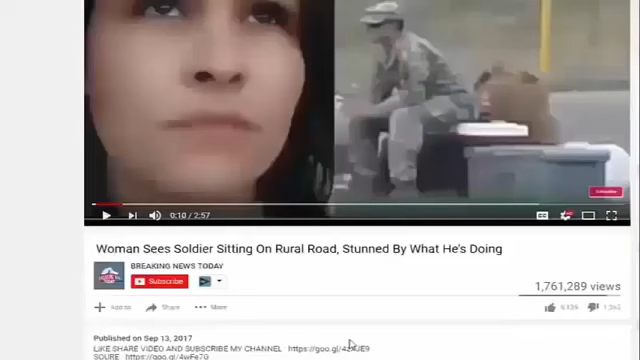 0:10 / 2:57
Woman Sees Soldier Sitting On Rural Road, Stunned By What He's Doing
BREAKING NEWS TODAY
Subscribe
1,761,289 views
Add to Share More
Published on Sep 13, 2017
LIKE SHARE VIDEO AND SUBSCRIBE MY CHANNEL
SOURE :